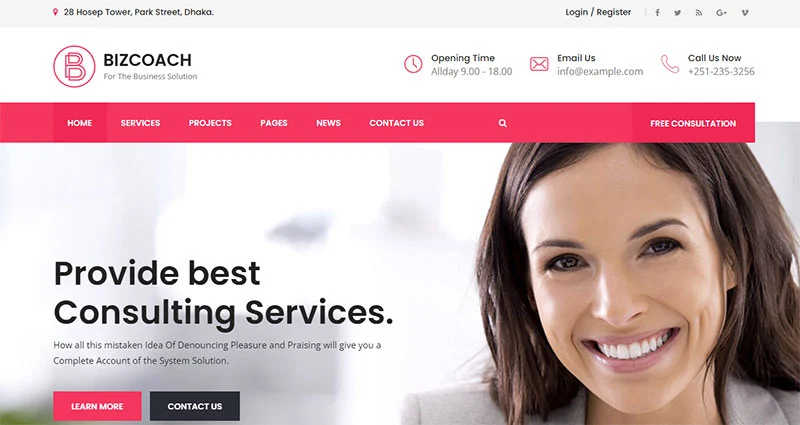 28 Hosep Tower, Park Street, Dhaka.
Login / Register
BIZCOACH
For The Business Solution
Opening Time
Allday 9.00 - 18.00
Email Us
info@example.com
Call Us Now
+251-235-3256
HOME SERVICES PROJECTS PAGES NEWS CONTACT US FREE CONSULTATION
Provide best
Consulting Services.
How all this mistaken Idea Of Denouncing Pleasure and Praising will give you a
Complete Account of the System Solution.
LEARN MORE CONTACT US